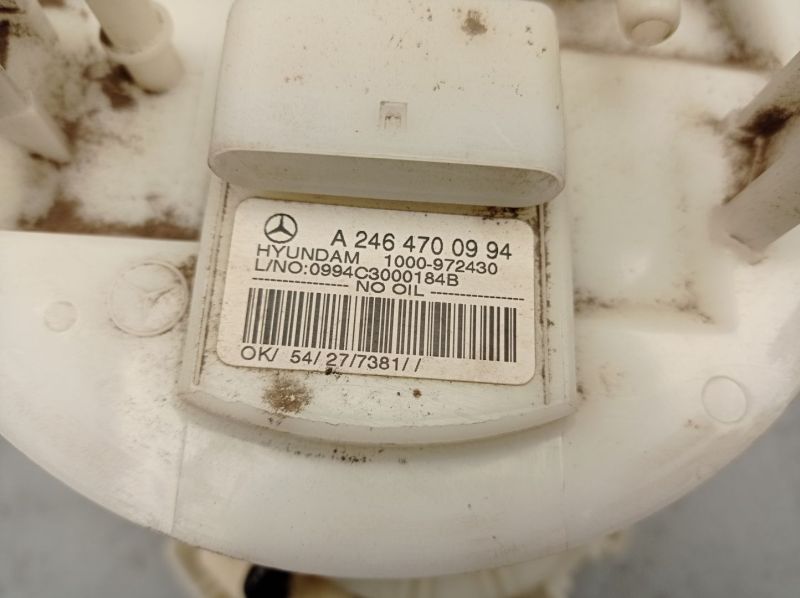 A 246 470 09 94
HYUNDAM 1000-972430
L/NO:0994C3000184B
---------------- NO OIL ----------------
OK/ 54/ 27/7381/ /